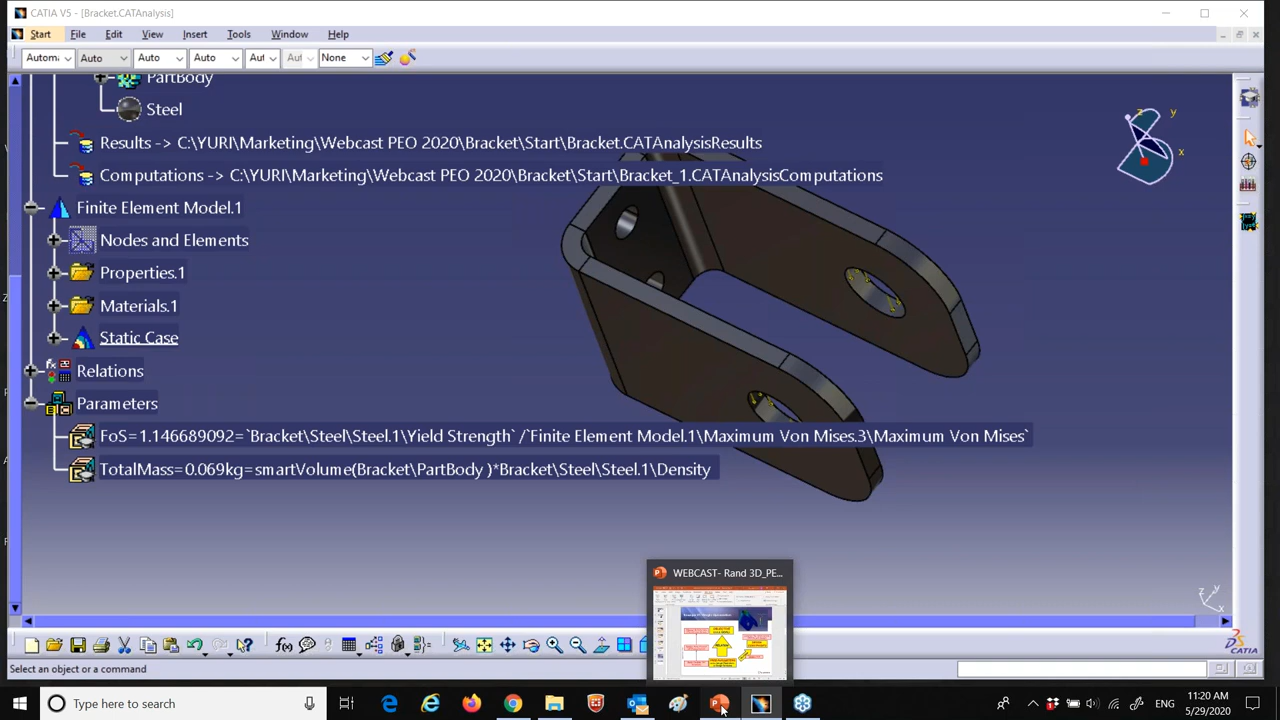 CATIA V5 - [Bracket.CATAnalysis]
Start File Edit View Insert Tools Window Help
Autom Auto Auto Auto Aut Aut None
PartBody
Steel
Results -> C:\YURI\Marketing\Webcast PEO 2020\Bracket\Start\Bracket.CATAnalysisResults
Computations -> C:\YURI\Marketing\Webcast PEO 2020\Bracket\Start\Bracket_1.CATAnalysisComputations
Finite Element Model.1
Nodes and Elements
Properties.1
Materials.1
Static Case
Relations
Parameters
FoS=1.146689092=`Bracket\Steel\Steel.1\Yield Strength` /`Finite Element Model.1\Maximum Von Mises.3\Maximum Von Mises`
TotalMass=0.069kg=smartVolume(Bracket\PartBody )*Bracket\Steel\Steel.1\Density
z y
x
WEBCAST- Rand 3D_PE...
y
z x
CATIA
Select an object or a command
Type here to search
ENG
11:20 AM
5/29/2020